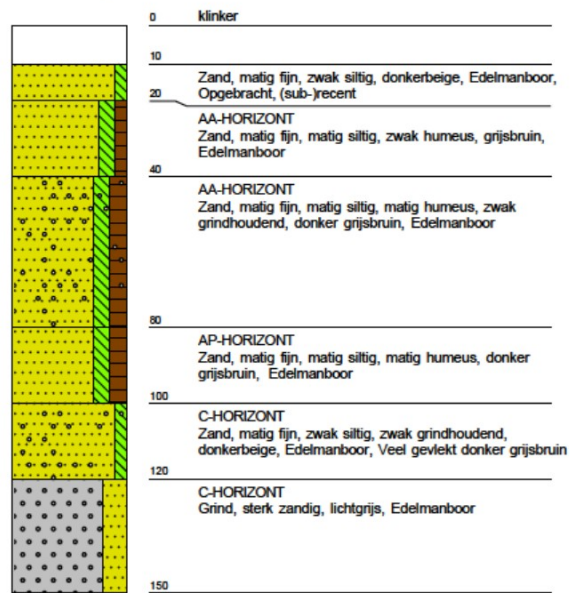 0 klinker
10
Zand, matig fijn, zwak siltig, donkerbeige, Edelmanboor,
Opgebracht, (sub-)recent
20
AA-HORIZONT
Zand, matig fijn, matig siltig, zwak humeus, grijsbruin,
Edelmanboor
40
AA-HORIZONT
Zand, matig fijn, matig siltig, matig humeus, zwak
grindhoudend, donker grijsbruin, Edelmanboor
80
AP-HORIZONT
Zand, matig fijn, matig siltig, matig humeus, donker
grijsbruin, Edelmanboor
100
C-HORIZONT
Zand, matig fijn, zwak siltig, zwak grindhoudend,
donkerbeige, Edelmanboor, Veel gevlekt donker grijsbruin
120
C-HORIZONT
Grind, sterk zandig, lichtgrijs, Edelmanboor
150